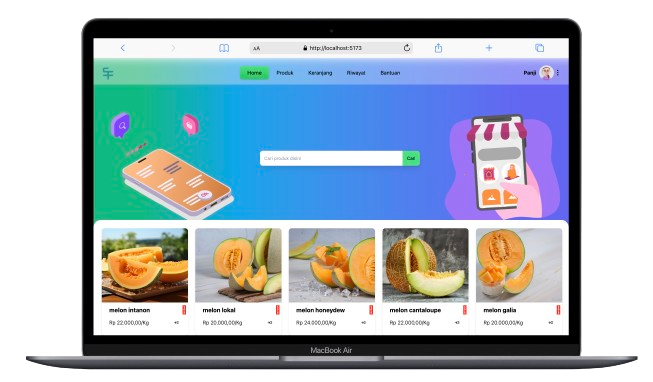 AA
http://localhost:5173
Home Produk Keranjang Riwayat Bantuan
Panji
Cari produk disini
Cari
melon intanon
melon lokal
melon honeydew
melon cantaloupe
melon galia
Rp 22.000,00/Kg
Rp 20.000,00/Kg
Rp 24.000,00/Kg
Rp 22.000,00/Kg
Rp 20.000,00/Kg
MacBook Air